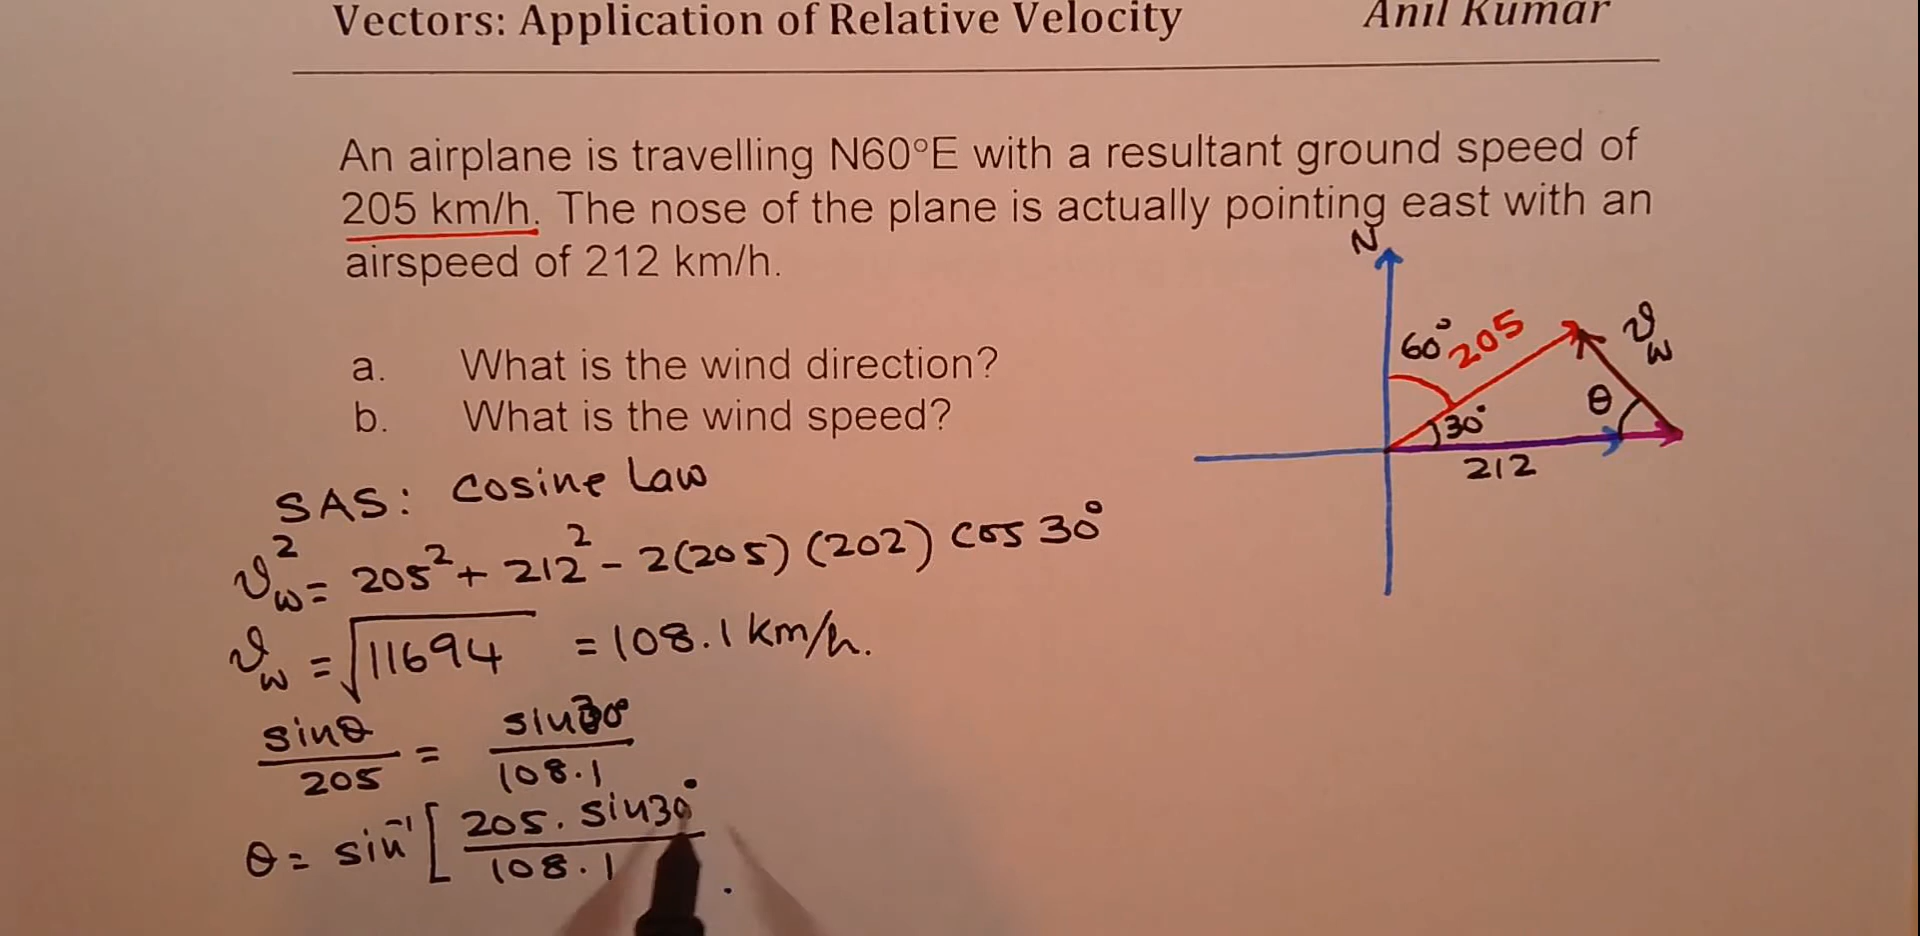 Vectors: Application of Relative Velocity Anil Kumar
An airplane is travelling N60°E with a resultant ground speed of
205 km/h. The nose of the plane is actually pointing east with an
airspeed of 212 km/h.
a. What is the wind direction?
b. What is the wind speed?
N
60° 205
30°
212
θ
v_w
SAS: Cosine Law
v_w² = 205² + 212² - 2(205)(202) cos 30°
v_w = √11694 = 108.1 km/h.
sinθ/205 = sin30°/108.1
θ = sin⁻¹ [205 . sin30°/108.1